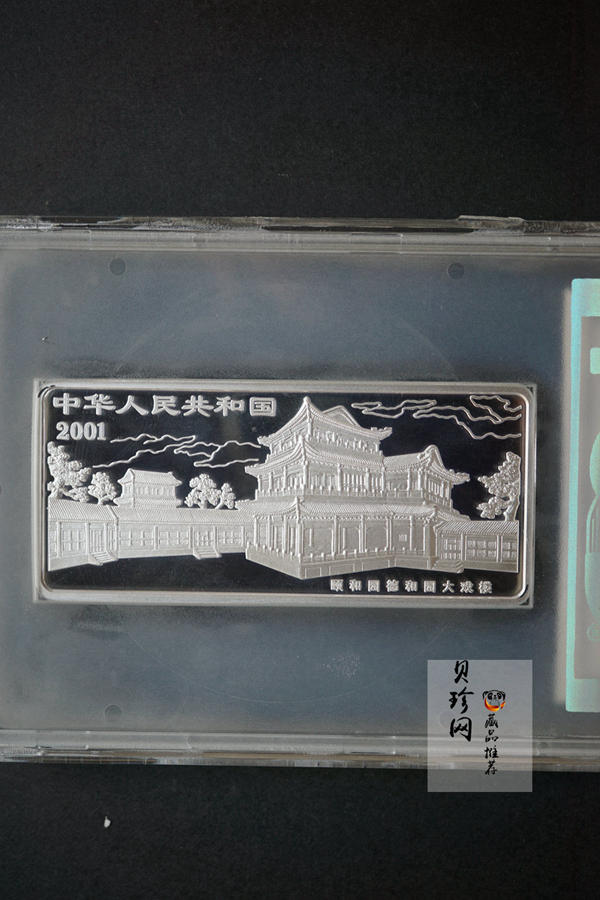 中华人民共和国
2001
颐和园德和园大戏楼
贝珍网
藏品
推荐